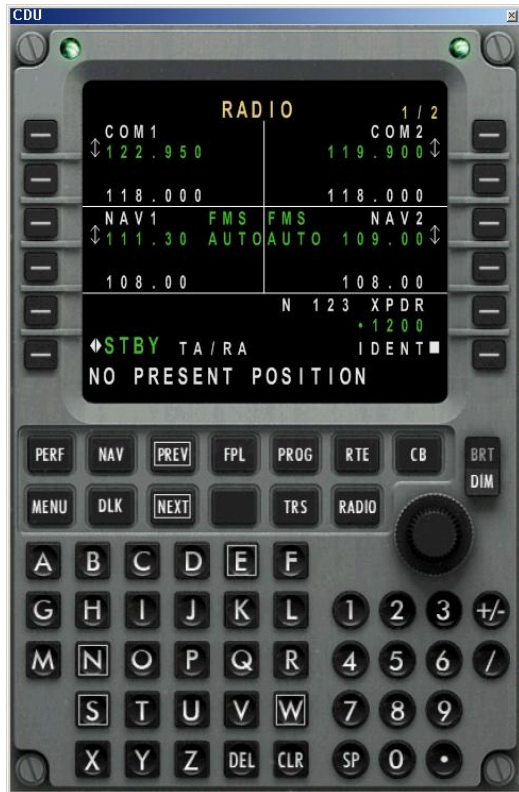 CDU
RADIO 1/2
COM1 COM2
122.950 119.900
118.000 118.000
NAV1 FMS FMS NAV2
111.30 AUTO AUTO 109.00
108.00 108.00
N 123 XPDR
1200
STBY TA/RA IDENT
NO PRESENT POSITION
PERF NAV PREV FPL PROG RTE CB BRT
DIM
MENU DLK NEXT TRS RADIO
A B C D E F
G H I J K L 1 2 3 +/-
M N O P Q R 4 5 6 /
S T U V W 7 8 9
X Y Z DEL CLR SP 0 •